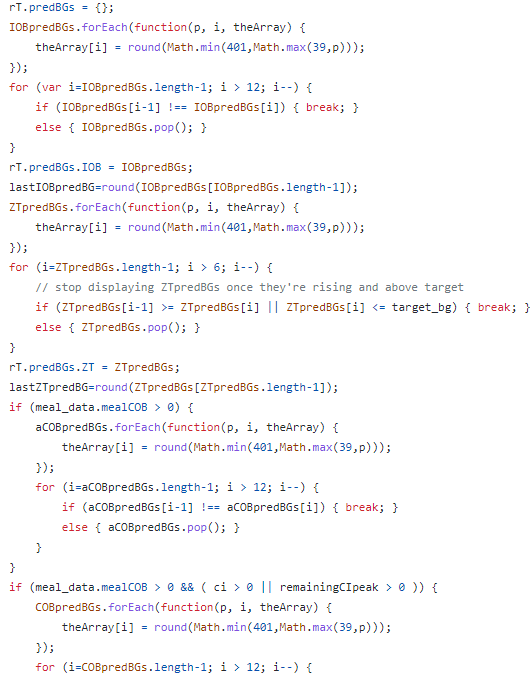 rT.predBGs = {};
IOBpredBGs.forEach(function(p, i, theArray) {
    theArray[i] = round(Math.min(401,Math.max(39,p)));
});
for (var i=IOBpredBGs.length-1; i > 12; i--) {
    if (IOBpredBGs[i-1] !== IOBpredBGs[i]) { break; }
    else { IOBpredBGs.pop(); }
}
rT.predBGs.IOB = IOBpredBGs;
lastIOBpredBG=round(IOBpredBGs[IOBpredBGs.length-1]);
ZTpredBGs.forEach(function(p, i, theArray) {
    theArray[i] = round(Math.min(401,Math.max(39,p)));
});
for (i=ZTpredBGs.length-1; i > 6; i--) {
    // stop displaying ZTpredBGs once they're rising and above target
    if (ZTpredBGs[i-1] >= ZTpredBGs[i] || ZTpredBGs[i] <= target_bg) { break; }
    else { ZTpredBGs.pop(); }
}
rT.predBGs.ZT = ZTpredBGs;
lastZTpredBG=round(ZTpredBGs[ZTpredBGs.length-1]);
if (meal_data.mealCOB > 0) {
    aCOBpredBGs.forEach(function(p, i, theArray) {
        theArray[i] = round(Math.min(401,Math.max(39,p)));
    });
    for (i=aCOBpredBGs.length-1; i > 12; i--) {
        if (aCOBpredBGs[i-1] !== aCOBpredBGs[i]) { break; }
        else { aCOBpredBGs.pop(); }
    }
}
if (meal_data.mealCOB > 0 && ( ci > 0 || remainingCIpeak > 0 )) {
    COBpredBGs.forEach(function(p, i, theArray) {
        theArray[i] = round(Math.min(401,Math.max(39,p)));
    });
    for (i=COBpredBGs.length-1; i > 12; i--) {